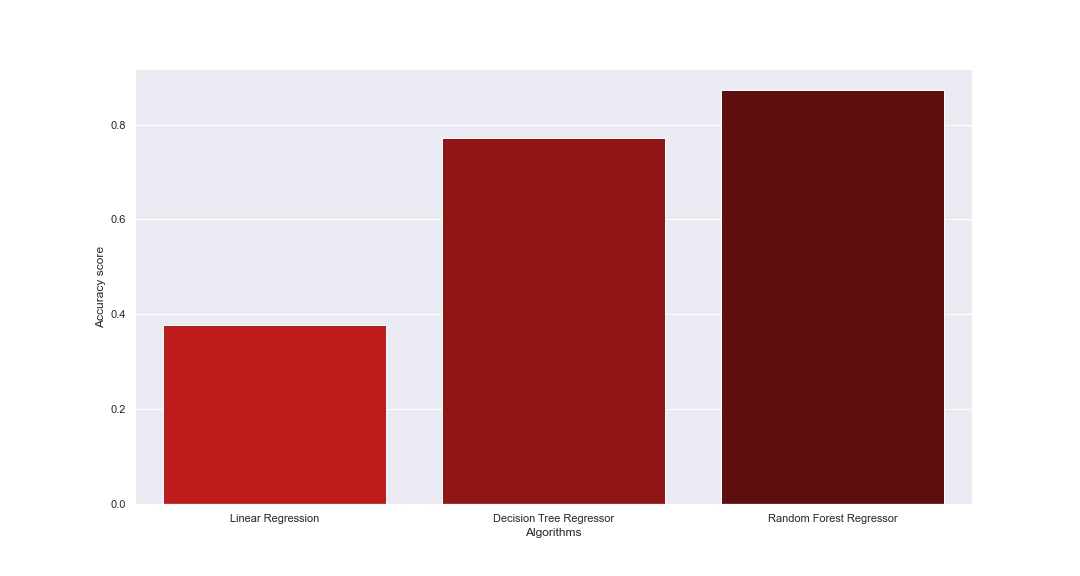 0.8
0.6
0.4
0.2
0.0
Accuracy score
Linear Regression
Decision Tree Regressor
Random Forest Regressor
Algorithms